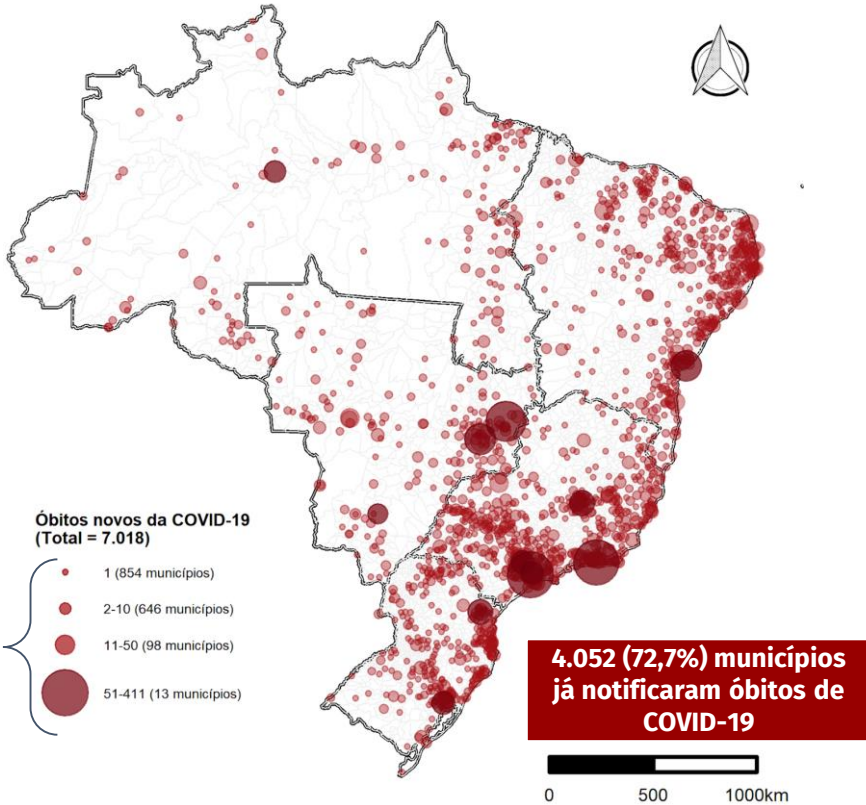 Óbitos novos da COVID-19
(Total = 7.018)
1 (854 municípios)
2-10 (646 municípios)
11-50 (98 municípios)
51-411 (13 municípios)
4.052 (72,7%) municípios
já notificaram óbitos de
COVID-19
0 500 1000km